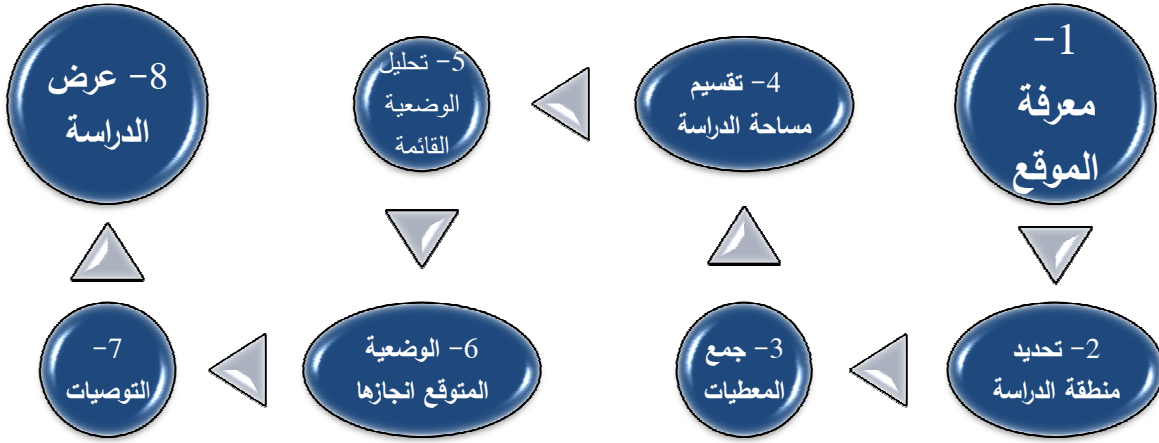 1-
معرفة
الموقع
2- تحديد
منطقة الدراسة
3- جمع
المعطيات
4- تقسيم
مساحة الدراسة
5- تحليل
الوضعية
القائمة
6- الوضعية
المتوقع انجازها
7-
التوصيات
8- عرض
الدراسة